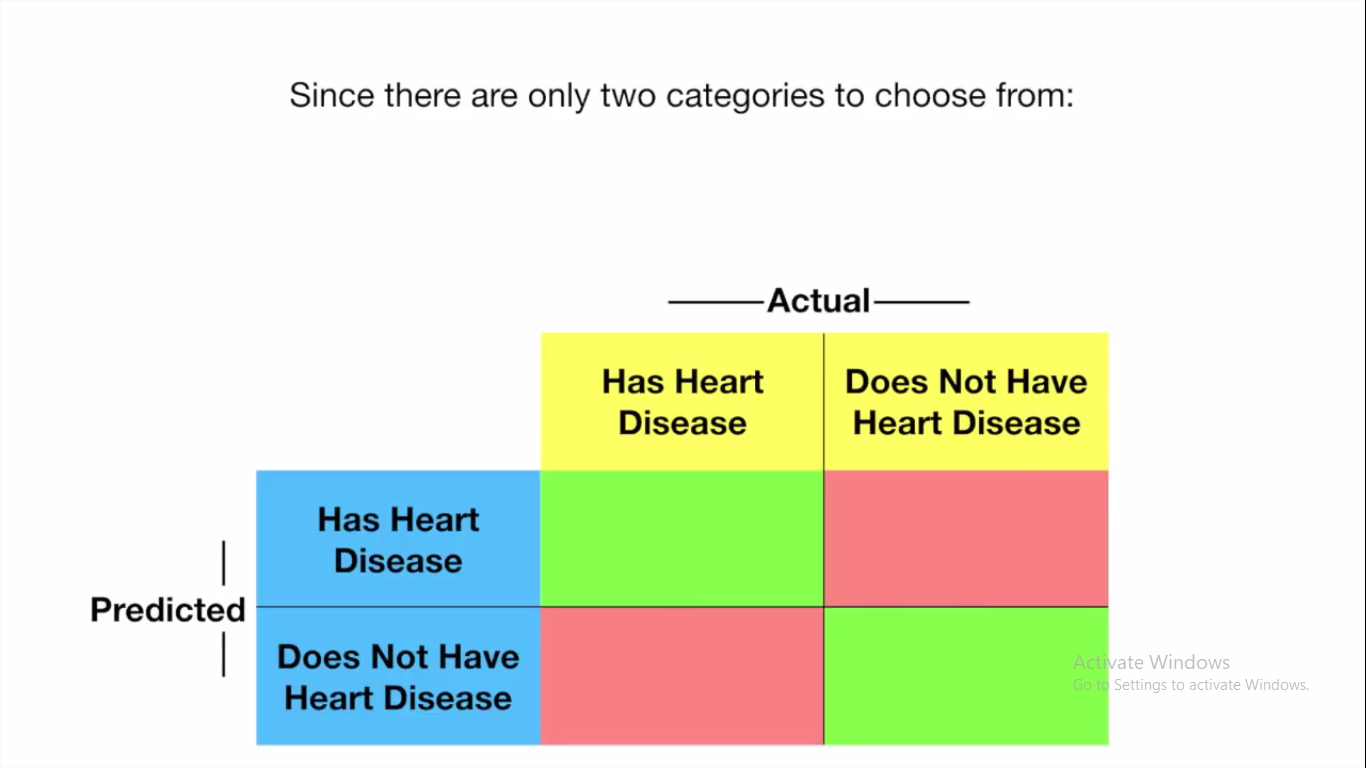 Since there are only two categories to choose from:
Actual
Has Heart
Disease
Does Not Have
Heart Disease
Has Heart
Disease
Predicted
Does Not Have
Heart Disease
Activate Windows
Go to Settings to activate Windows.